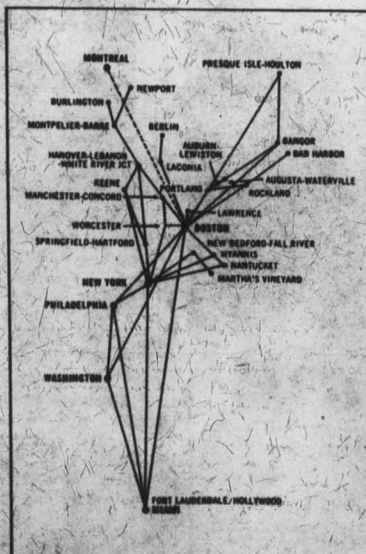 MONTREAL
PRESQUE ISLE-HOULTON
NEWPORT
BURLINGTON
MONTPELIER-BARRE
BERLIN
BANGOR
AUBURN-
LEWISTON
BAR HARBOR
HANOVER-LEBANON
-WHITE RIVER JCT
LACONIA
AUGUSTA-WATERVILLE
KEENE
PORTLAND
ROCKLAND
MANCHESTER-CONCORD
LAWRENCE
WORCESTER
BOSTON
SPRINGFIELD-HARTFORD
NEW BEDFORD-FALL RIVER
HYANNIS
NANTUCKET
NEW YORK
MARTHA'S VINEYARD
PHILADELPHIA
WASHINGTON
FORT LAUDERDALE/HOLLYWOOD
MIAMI